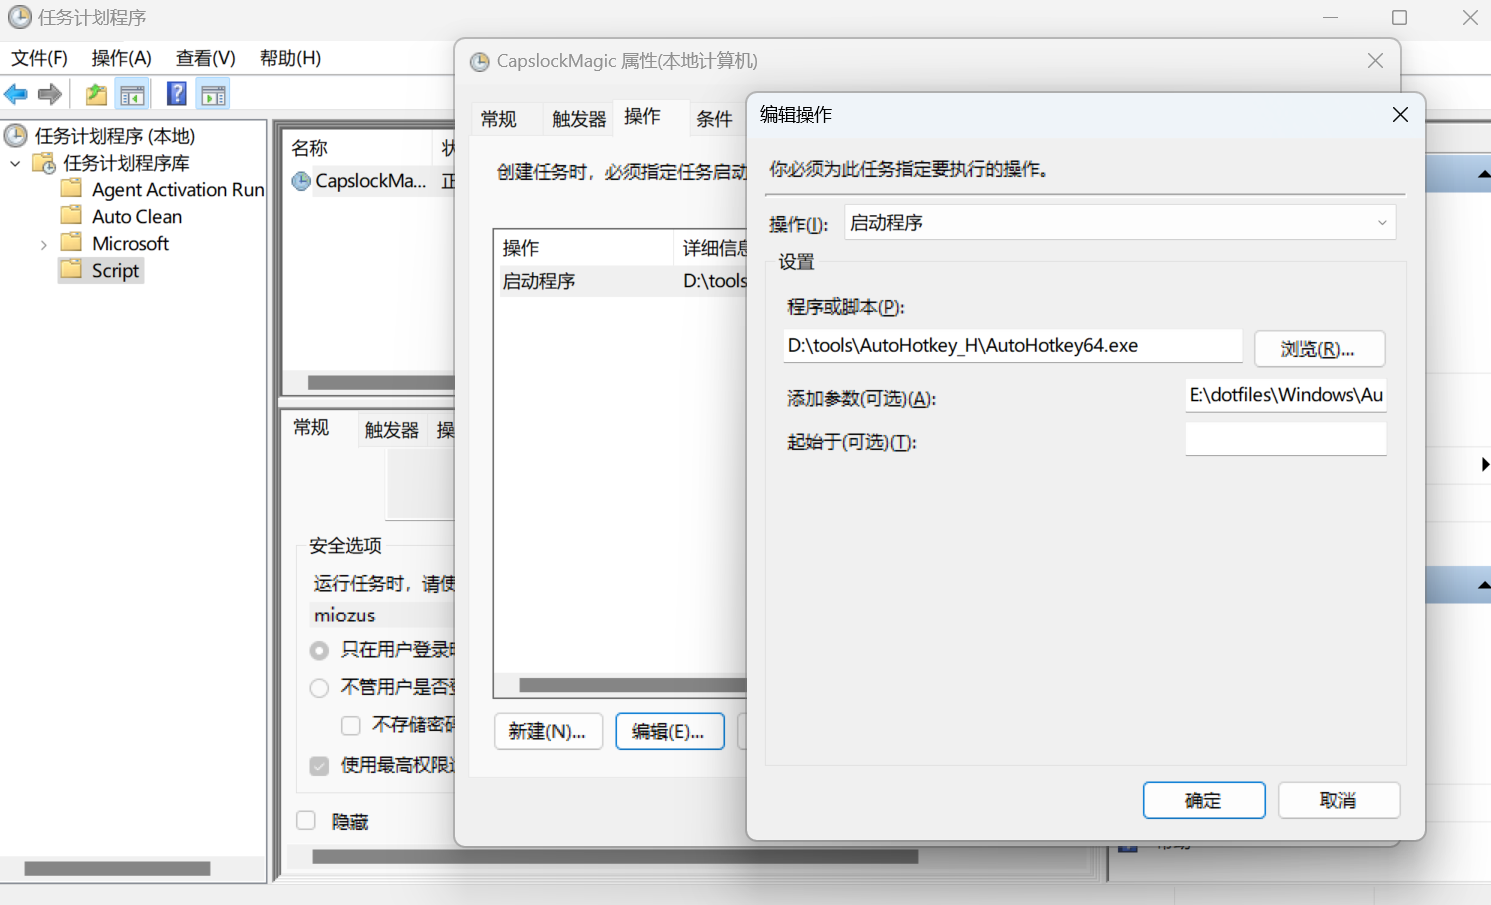 任务计划程序
文件(F) 操作(A) 查看(V) 帮助(H)
任务计划程序 (本地)
任务计划程序库
Agent Activation Run
Auto Clean
Microsoft
Script
名称
CapslockMa... 正
常规 触发器 操
安全选项
运行任务时，请使
miozus
只在用户登录时
不管用户是否登
不存储密码
使用最高权限运
隐藏
CapslockMagic 属性(本地计算机)
常规 触发器 操作 条件
创建任务时，必须指定任务启动
操作 详细信息
启动程序 D:\tools
新建(N)... 编辑(E)...
编辑操作
你必须为此任务指定要执行的操作。
操作(I): 启动程序
设置
程序或脚本(P):
D:\tools\AutoHotkey_H\AutoHotkey64.exe 浏览(R)...
添加参数(可选)(A): E:\dotfiles\Windows\Au
起始于(可选)(T):
确定 取消